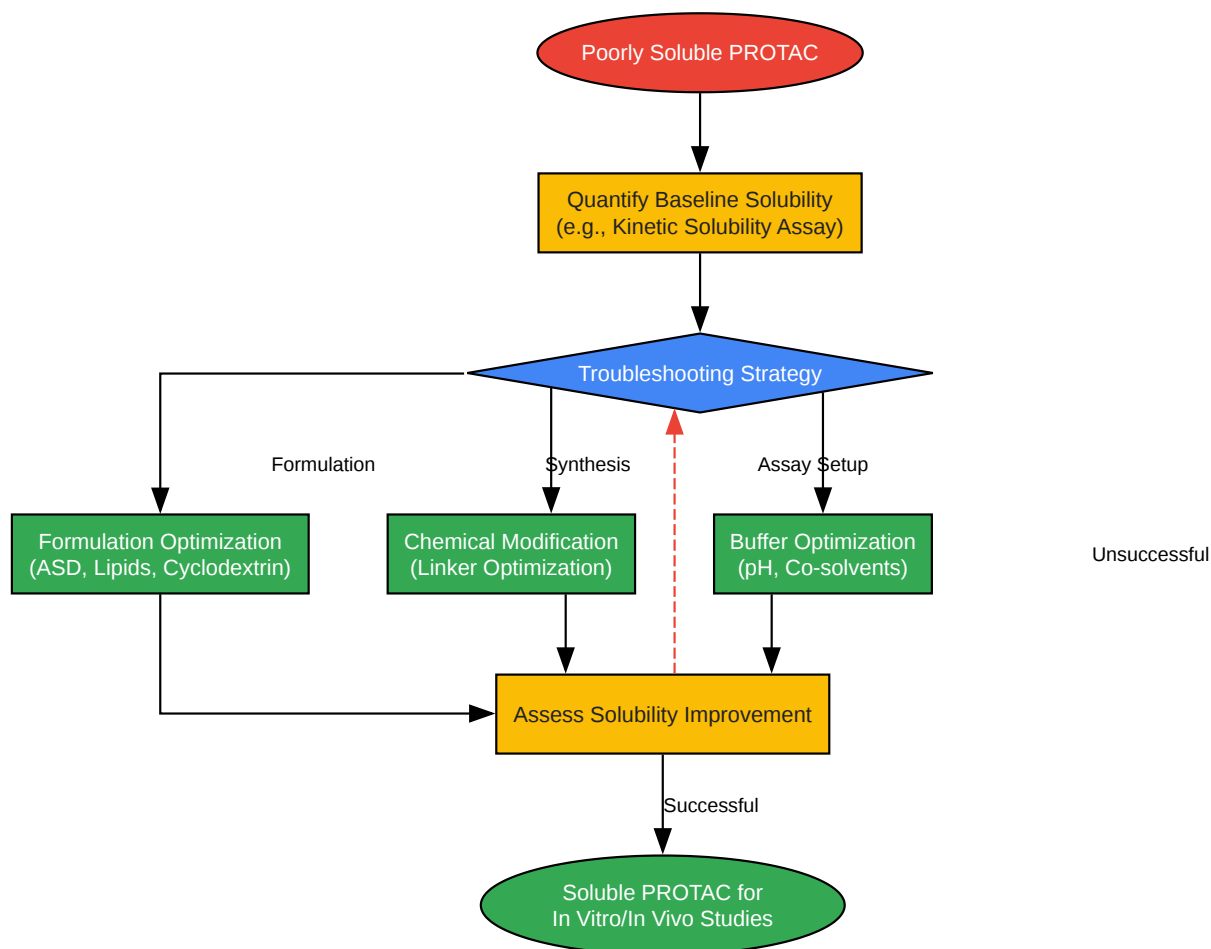 Poorly Soluble PROTAC
Quantify Baseline Solubility
(e.g., Kinetic Solubility Assay)
Troubleshooting Strategy
Formulation
Synthesis
Assay Setup
Formulation Optimization
(ASD, Lipids, Cyclodextrin)
Chemical Modification
(Linker Optimization)
Buffer Optimization
(pH, Co-solvents)
Unsuccessful
Assess Solubility Improvement
Successful
Soluble PROTAC for
In Vitro/In Vivo Studies